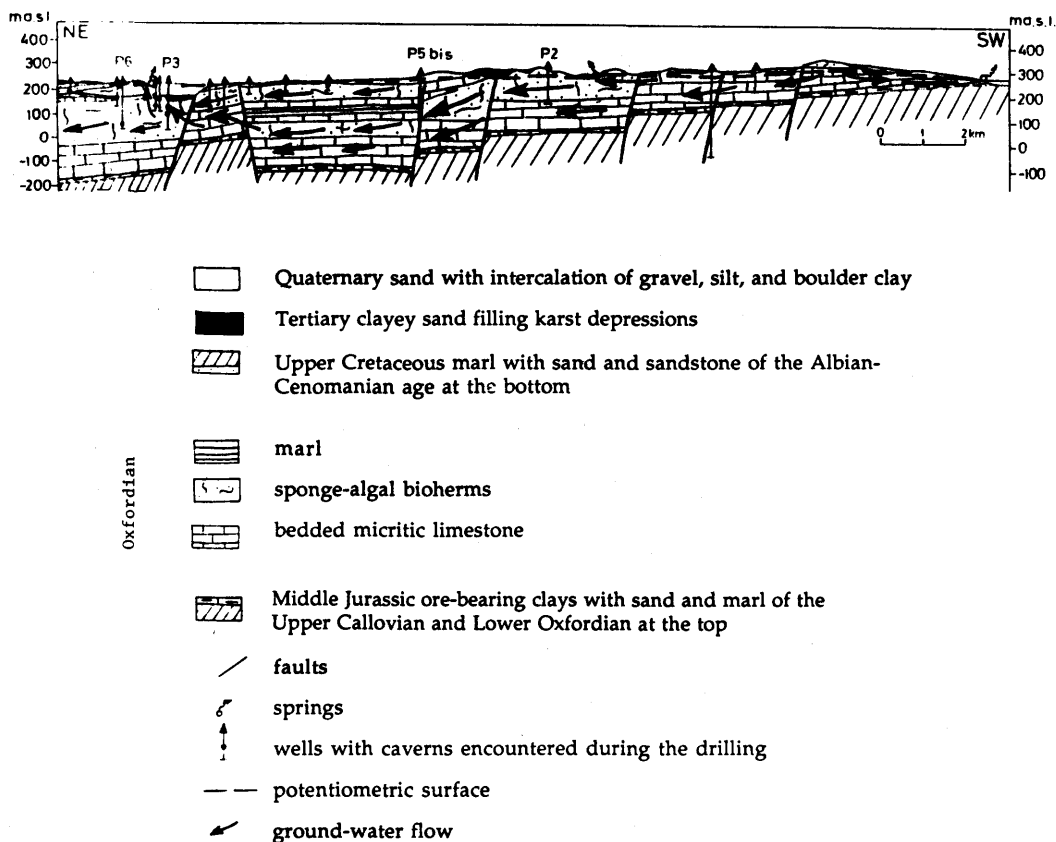 m a.s.l
m a.s.l.
NE
SW
400
300
200
100
0
-100
-200
400
300
200
100
0
-100
P6
P3
P5 bis
P2
0 1 2km
Quaternary sand with intercalation of gravel, silt, and boulder clay
Tertiary clayey sand filling karst depressions
Upper Cretaceous marl with sand and sandstone of the Albian-
Cenomanian age at the bottom
Oxfordian
marl
sponge-algal bioherms
bedded micritic limestone
Middle Jurassic ore-bearing clays with sand and marl of the
Upper Callovian and Lower Oxfordian at the top
faults
springs
wells with caverns encountered during the drilling
potentiometric surface
ground-water flow